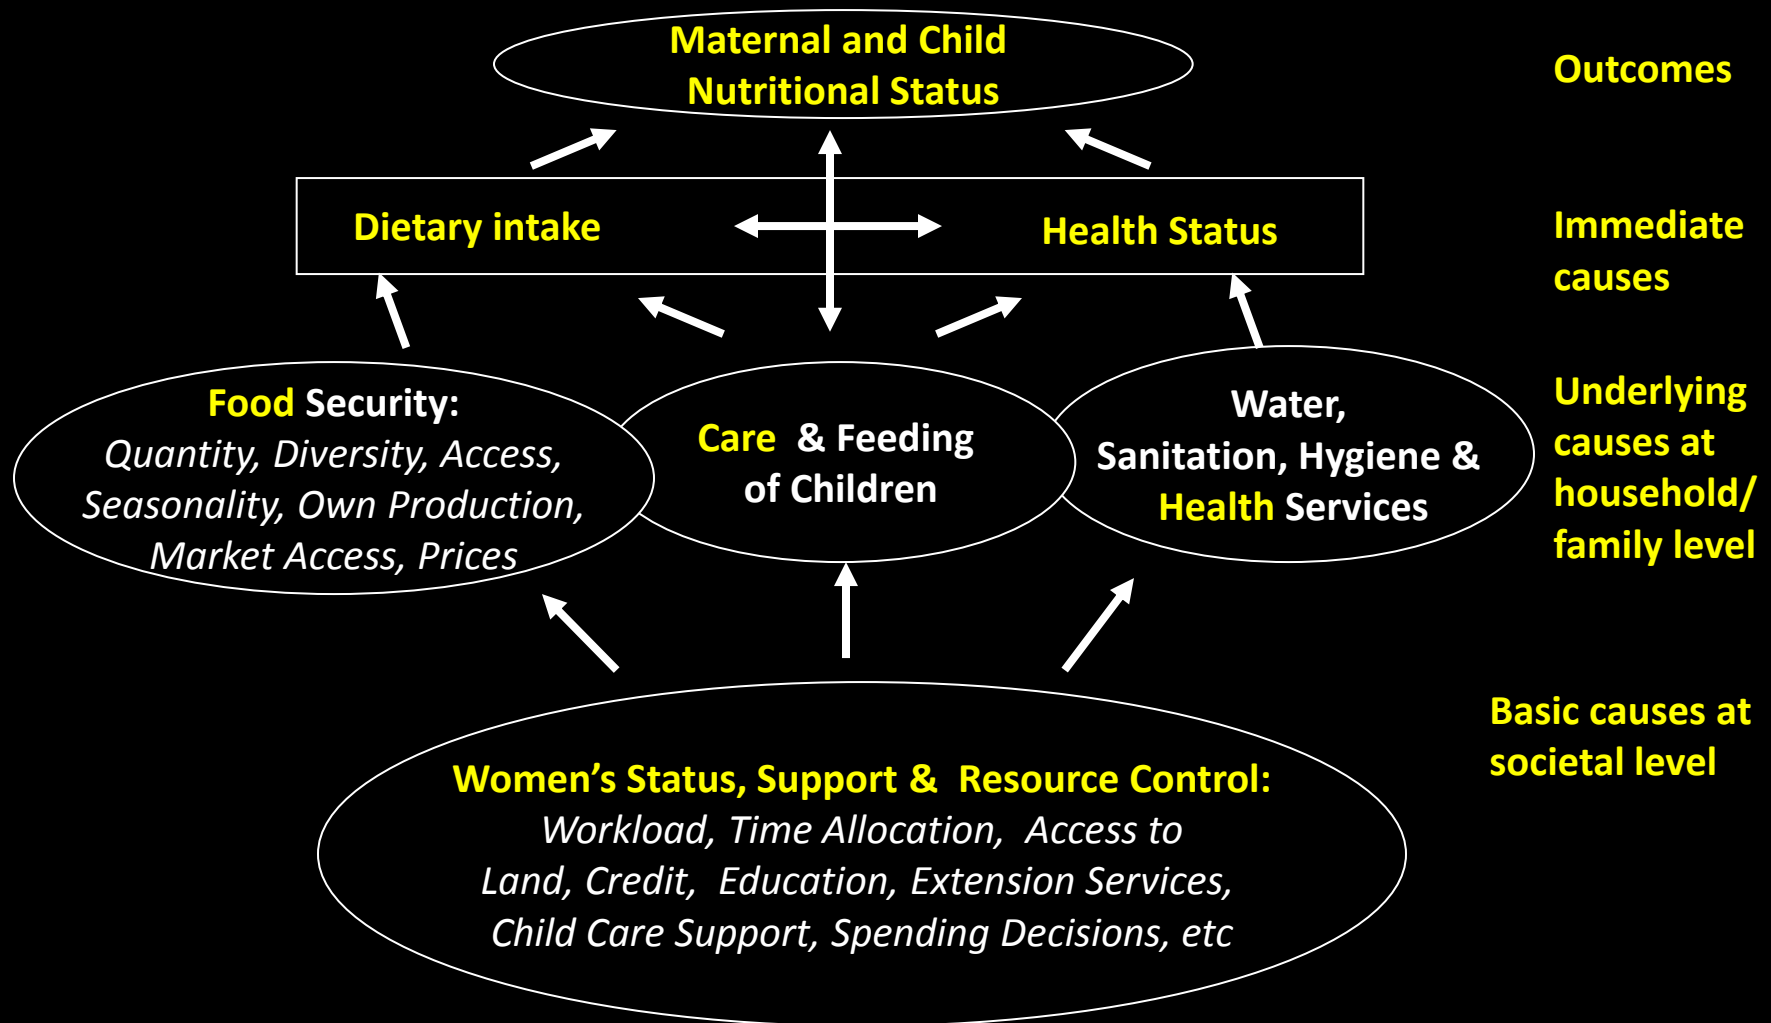 Maternal and Child
Nutritional Status
Outcomes
Dietary intake
Health Status
Immediate
causes
Food Security:
Quantity, Diversity, Access,
Seasonality, Own Production,
Market Access, Prices
Care & Feeding
of Children
Water,
Sanitation, Hygiene &
Health Services
Underlying
causes at
household/
family level
Women’s Status, Support & Resource Control:
Workload, Time Allocation, Access to
Land, Credit, Education, Extension Services,
Child Care Support, Spending Decisions, etc
Basic causes at
societal level